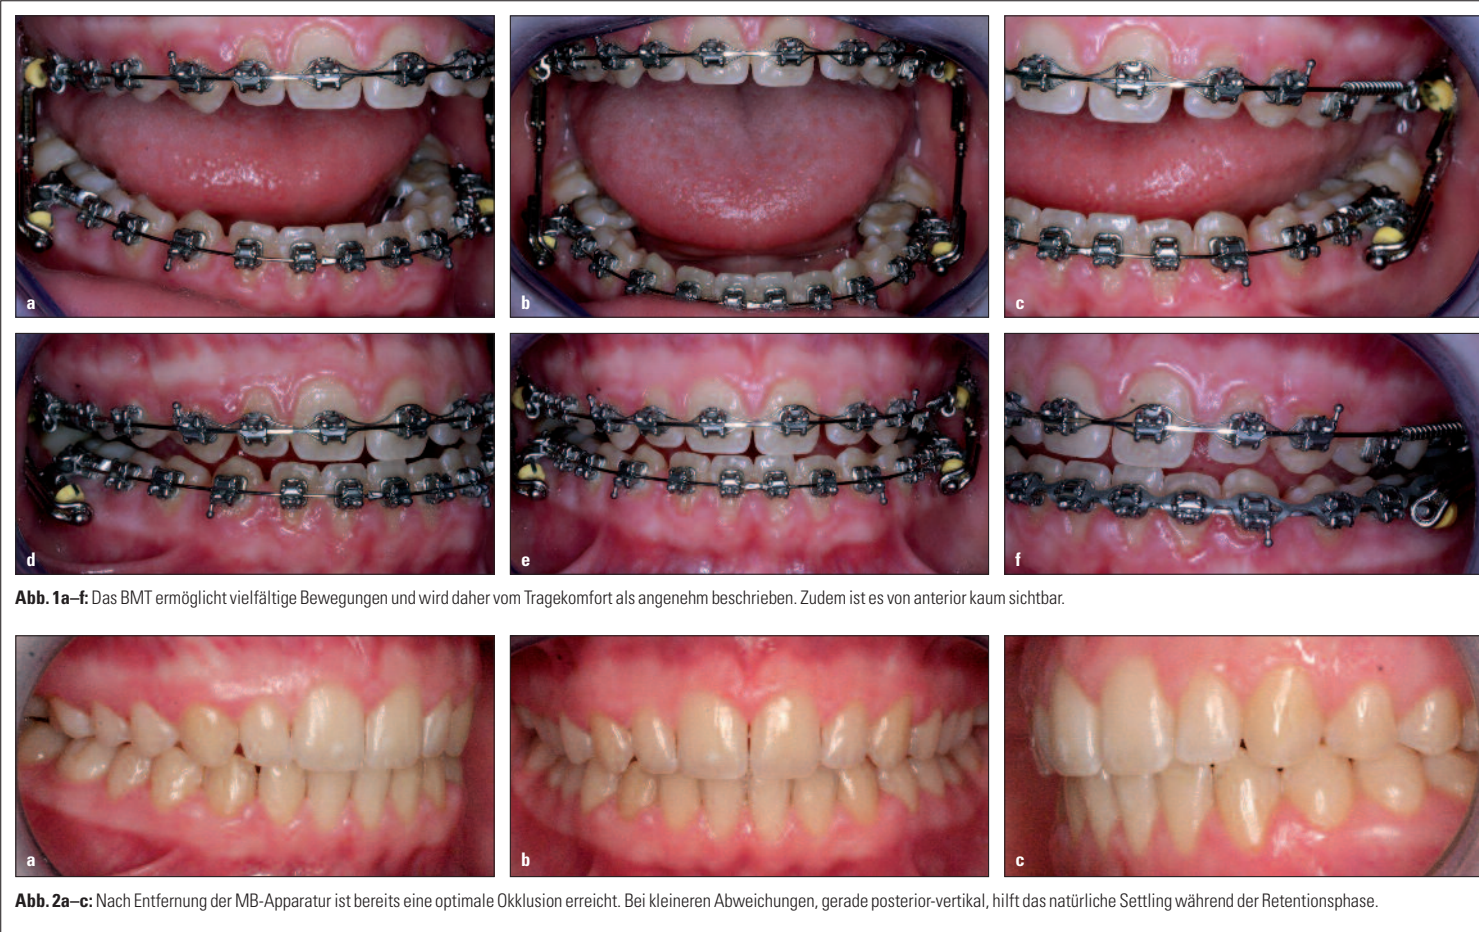 a
b
c
d
e
f
Abb. 1a–f: Das BMT ermöglicht vielfältige Bewegungen und wird daher vom Tragekomfort als angenehm beschrieben. Zudem ist es von anterior kaum sichtbar.
a
b
c
Abb. 2a–c: Nach Entfernung der MB-Apparatur ist bereits eine optimale Okklusion erreicht. Bei kleineren Abweichungen, gerade posterior-vertikal, hilft das natürliche Settling während der Retentionsphase.